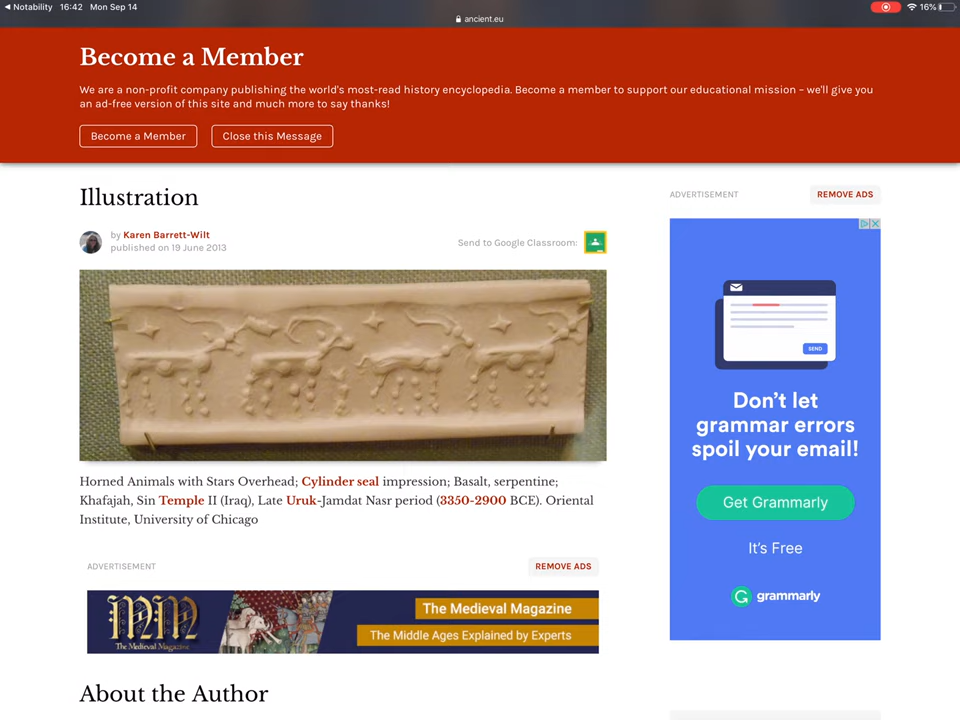 Notability 16:42 Mon Sep 14
16%
ancient.eu
Become a Member
We are a non-profit company publishing the world's most-read history encyclopedia. Become a member to support our educational mission – we'll give you
an ad-free version of this site and much more to say thanks!
Become a Member Close this Message
Illustration
by Karen Barrett-Wilt
published on 19 June 2013
Send to Google Classroom:
Horned Animals with Stars Overhead; Cylinder seal impression; Basalt, serpentine;
Khafajah, Sin Temple II (Iraq), Late Uruk-Jamdat Nasr period (3350-2900 BCE). Oriental
Institute, University of Chicago
ADVERTISEMENT REMOVE ADS
MM
The Medieval Magazine
The Medieval Magazine
The Middle Ages Explained by Experts
About the Author
ADVERTISEMENT REMOVE ADS
SEND
Don't let
grammar errors
spoil your email!
Get Grammarly
It's Free
grammarly